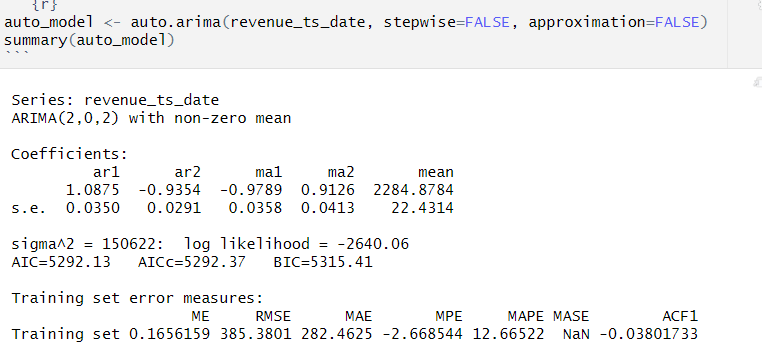 {r}
auto_model <- auto.arima(revenue_ts_date, stepwise=FALSE, approximation=FALSE)
summary(auto_model)
```
Series: revenue_ts_date
ARIMA(2,0,2) with non-zero mean
Coefficients:
ar1 ar2 ma1 ma2 mean
1.0875 -0.9354 -0.9789 0.9126 2284.8784
s.e. 0.0350 0.0291 0.0358 0.0413 22.4314
sigma^2 = 150622: log likelihood = -2640.06
AIC=5292.13 AICc=5292.37 BIC=5315.41
Training set error measures:
ME RMSE MAE MPE MAPE MASE ACF1
Training set 0.1656159 385.3801 282.4625 -2.668544 12.66522 NaN -0.03801733